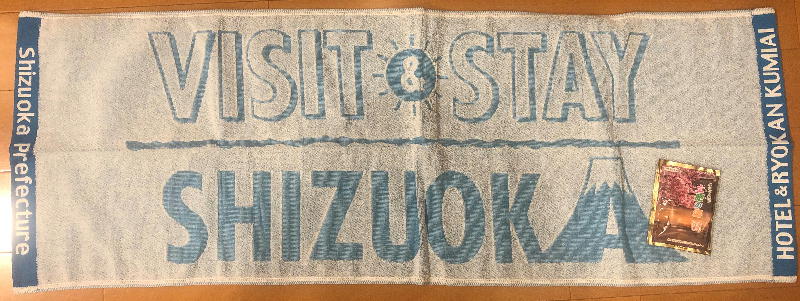 VISIT & STAY
SHIZUOKA
Shizuoka Prefecture
HOTEL & RYOKAN KUMIAI